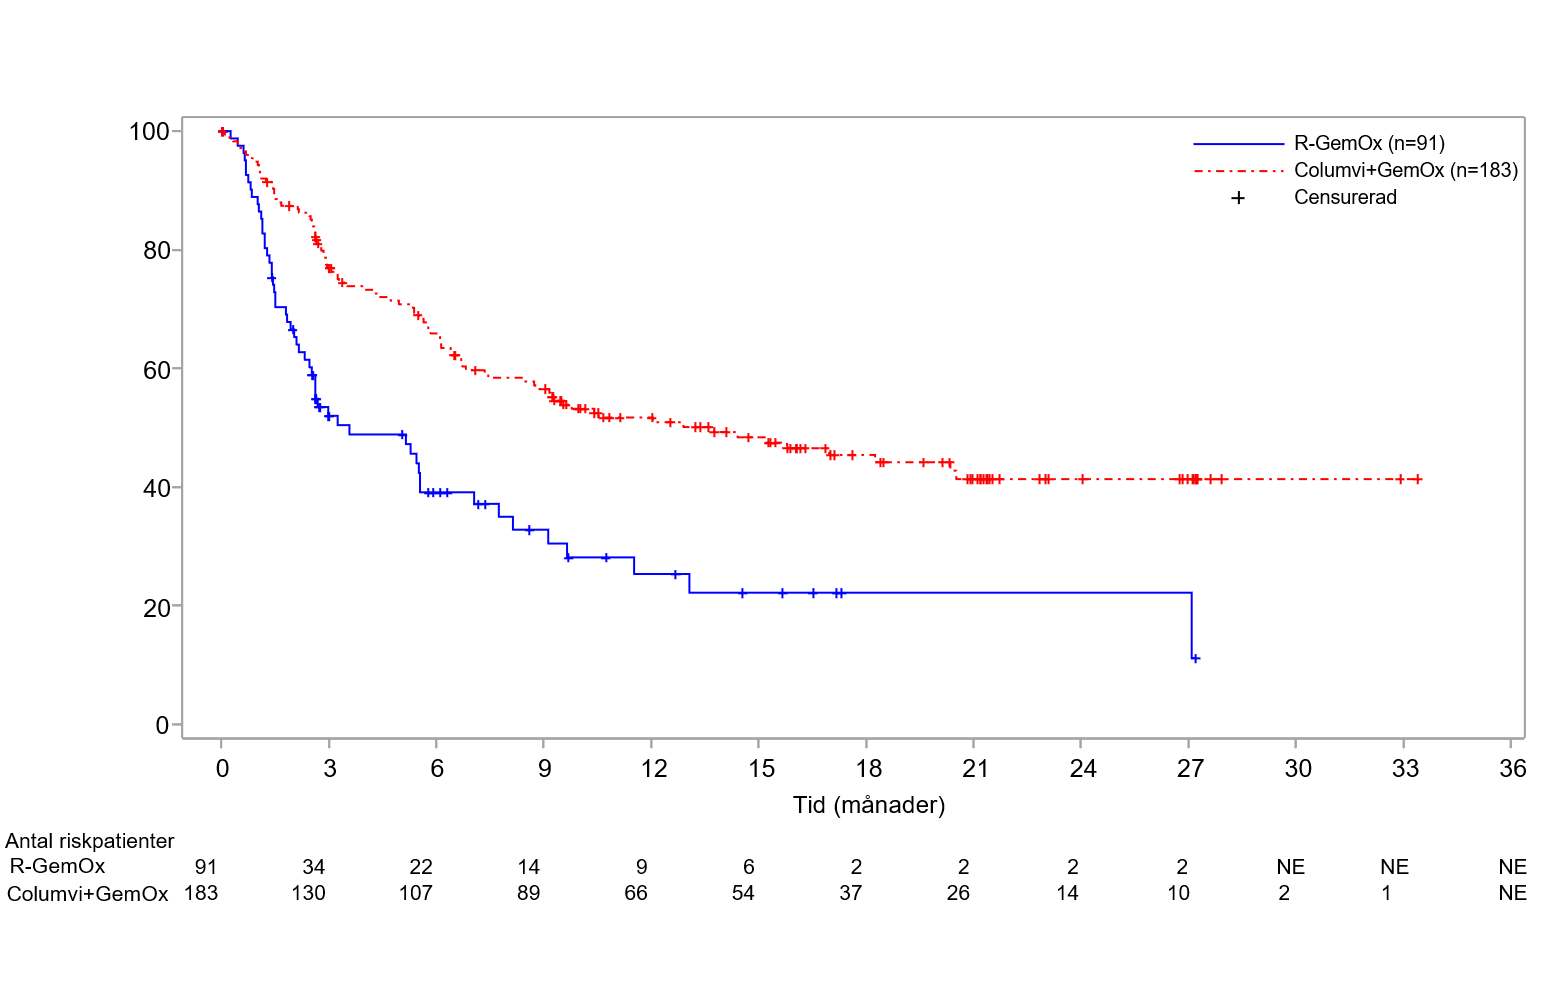 100
80
60
40
20
0
R-GemOx (n=91)
Columvi+GemOx (n=183)
Censurerad
0 3 6 9 12 15 18 21 24 27 30 33 36
Tid (månader)
Antal riskpatienter
R-GemOx 91 34 22 14 9 6 2 2 2 2 NE NE NE
Columvi+GemOx 183 130 107 89 66 54 37 26 14 10 2 1 NE